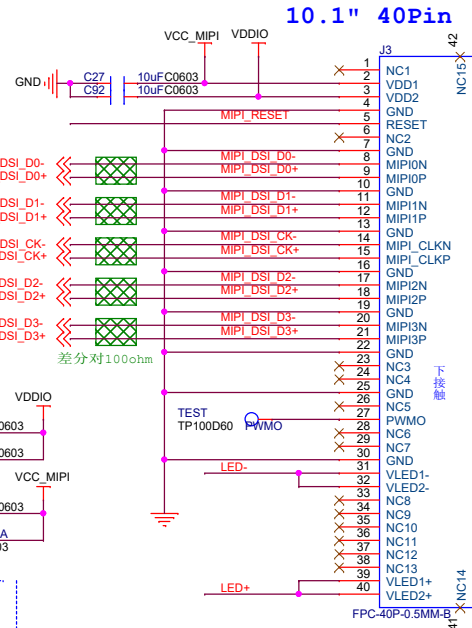 10.1" 40Pin
VCC_MIPI VDDIO
J3
42
NC15
GND
C27 10uF C0603
C92 10uF C0603
1 NC1
2 VDD1
3 VDD2
4 GND
MIPI_RESET 5 RESET
6 NC2
7 GND
DSI_D0- MIPI_DSI_D0- 8 MIPI0N
DSI_D0+ MIPI_DSI_D0+ 9 MIPI0P
10 GND
DSI_D1- MIPI_DSI_D1- 11 MIPI1N
DSI_D1+ MIPI_DSI_D1+ 12 MIPI1P
13 GND
DSI_CK- MIPI_DSI_CK- 14 MIPI_CLKN
DSI_CK+ MIPI_DSI_CK+ 15 MIPI_CLKP
16 GND
DSI_D2- MIPI_DSI_D2- 17 MIPI2N
DSI_D2+ MIPI_DSI_D2+ 18 MIPI2P
19 GND
DSI_D3- MIPI_DSI_D3- 20 MIPI3N
DSI_D3+ MIPI_DSI_D3+ 21 MIPI3P
差分对100ohm
22 GND
23 NC3
24 NC4
下接触
25 GND
26 NC5
VDDIO
TEST
TP100D60 PWMO 27 PWMO
0603
28 NC6
29 NC7
0603
30 GND
VCC_MIPI
LED- 31 VLED1-
32 VLED2-
33 NC8
0603
34 NC9
35 NC10
A
36 NC11
03
37 NC12
38 NC13
39 VLED1+
LED+ 40 VLED2+
NC14
41
FPC-40P-0.5MM-B